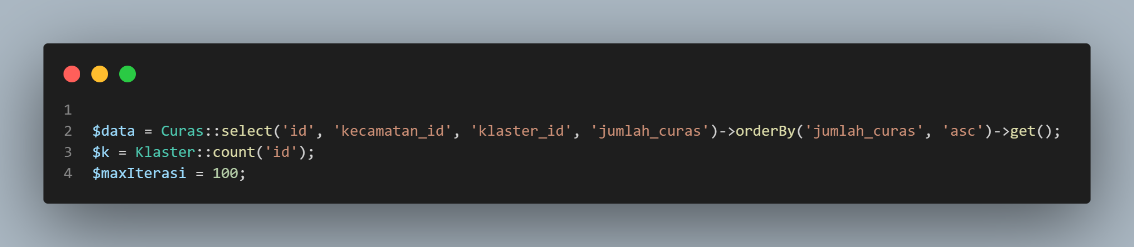 1
2 $data = Curas::select('id', 'kecamatan_id', 'klaster_id', 'jumlah_curas')->orderBy('jumlah_curas', 'asc')->get();
3 $k = Klaster::count('id');
4 $maxIterasi = 100;